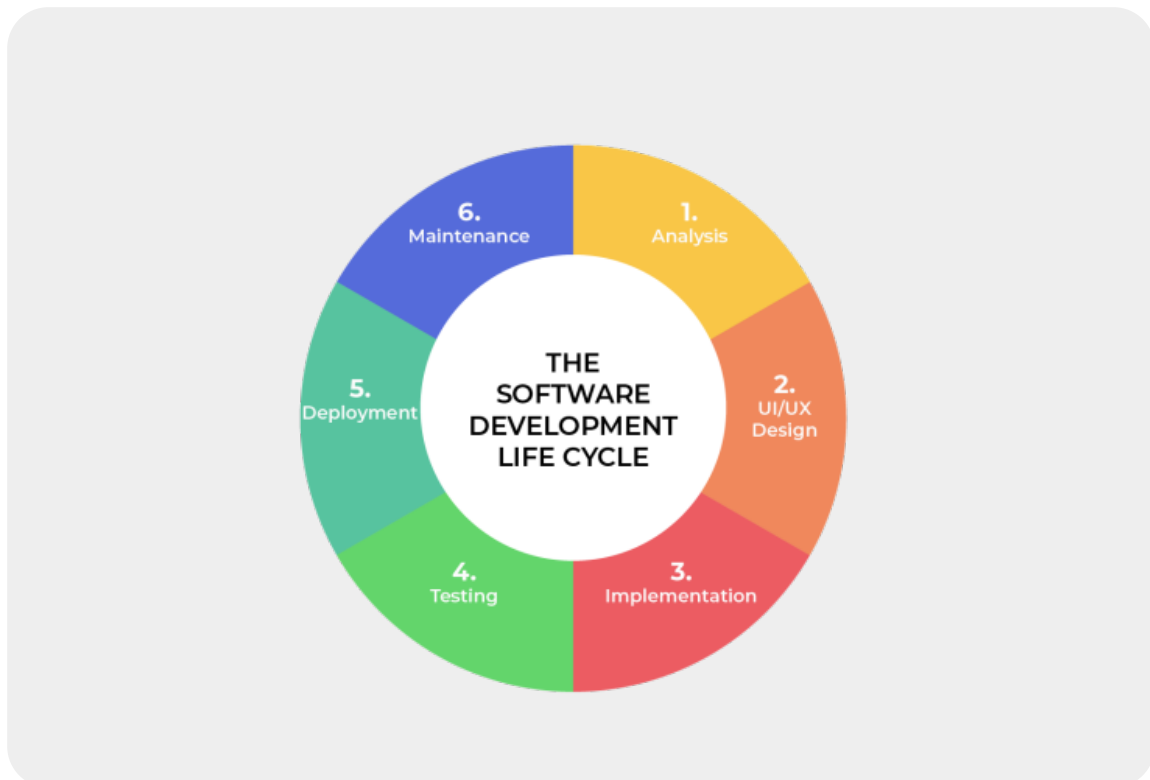 THE
SOFTWARE
DEVELOPMENT
LIFE CYCLE
1.
Analysis
2.
UI/UX
Design
3.
Implementation
4.
Testing
5.
Deployment
6.
Maintenance